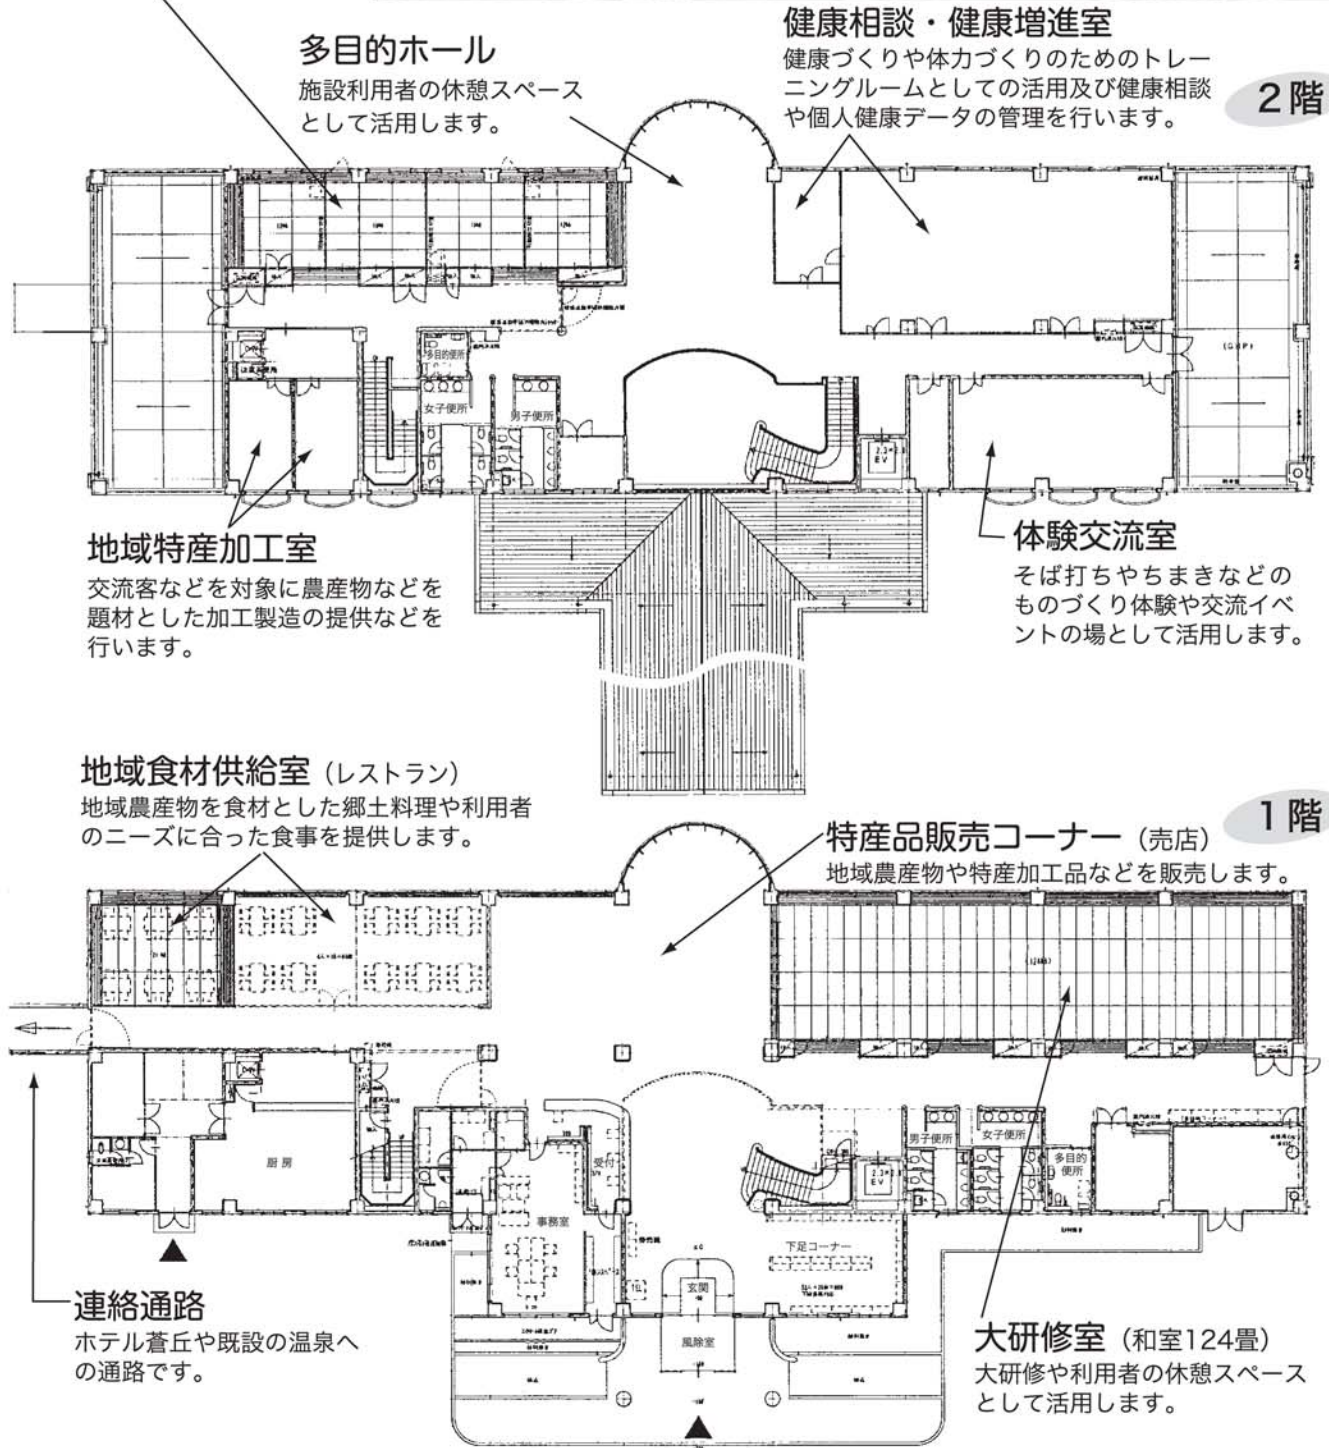 多目的ホール
施設利用者の休憩スペース
として活用します。
健康相談・健康増進室
健康づくりや体力づくりのためのトレー
ニングルームとしての活用及び健康相談
や個人健康データの管理を行います。
2階
多目的便所
女子便所
男子便所
EV
地域特産加工室
交流客などを対象に農産物などを
題材とした加工製造の提供などを
行います。
体験交流室
そば打ちやちまきなどの
ものづくり体験や交流イベ
ントの場として活用します。
地域食材供給室（レストラン）
地域農産物を食材とした郷土料理や利用者
のニーズに合った食事を提供します。
1階
特産品販売コーナー（売店）
地域農産物や特産加工品などを販売します。
厨房
受付
事務室
EV
男子便所
女子便所
多目的
便所
下足コーナー
玄関
風除室
連絡通路
ホテル蒼丘や既設の温泉へ
の通路です。
大研修室（和室124畳）
大研修や利用者の休憩スペース
として活用します。